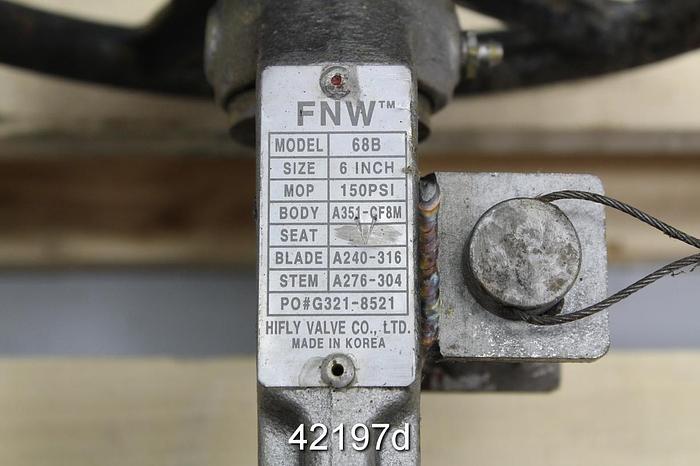 FNW™
MODEL 68B
SIZE 6 INCH
MOP 150PSI
BODY A351-CF8M
SEAT
BLADE A240-316
STEM A276-304
PO#G321-8521
HIFLY VALVE CO., LTD.
MADE IN KOREA
42197d